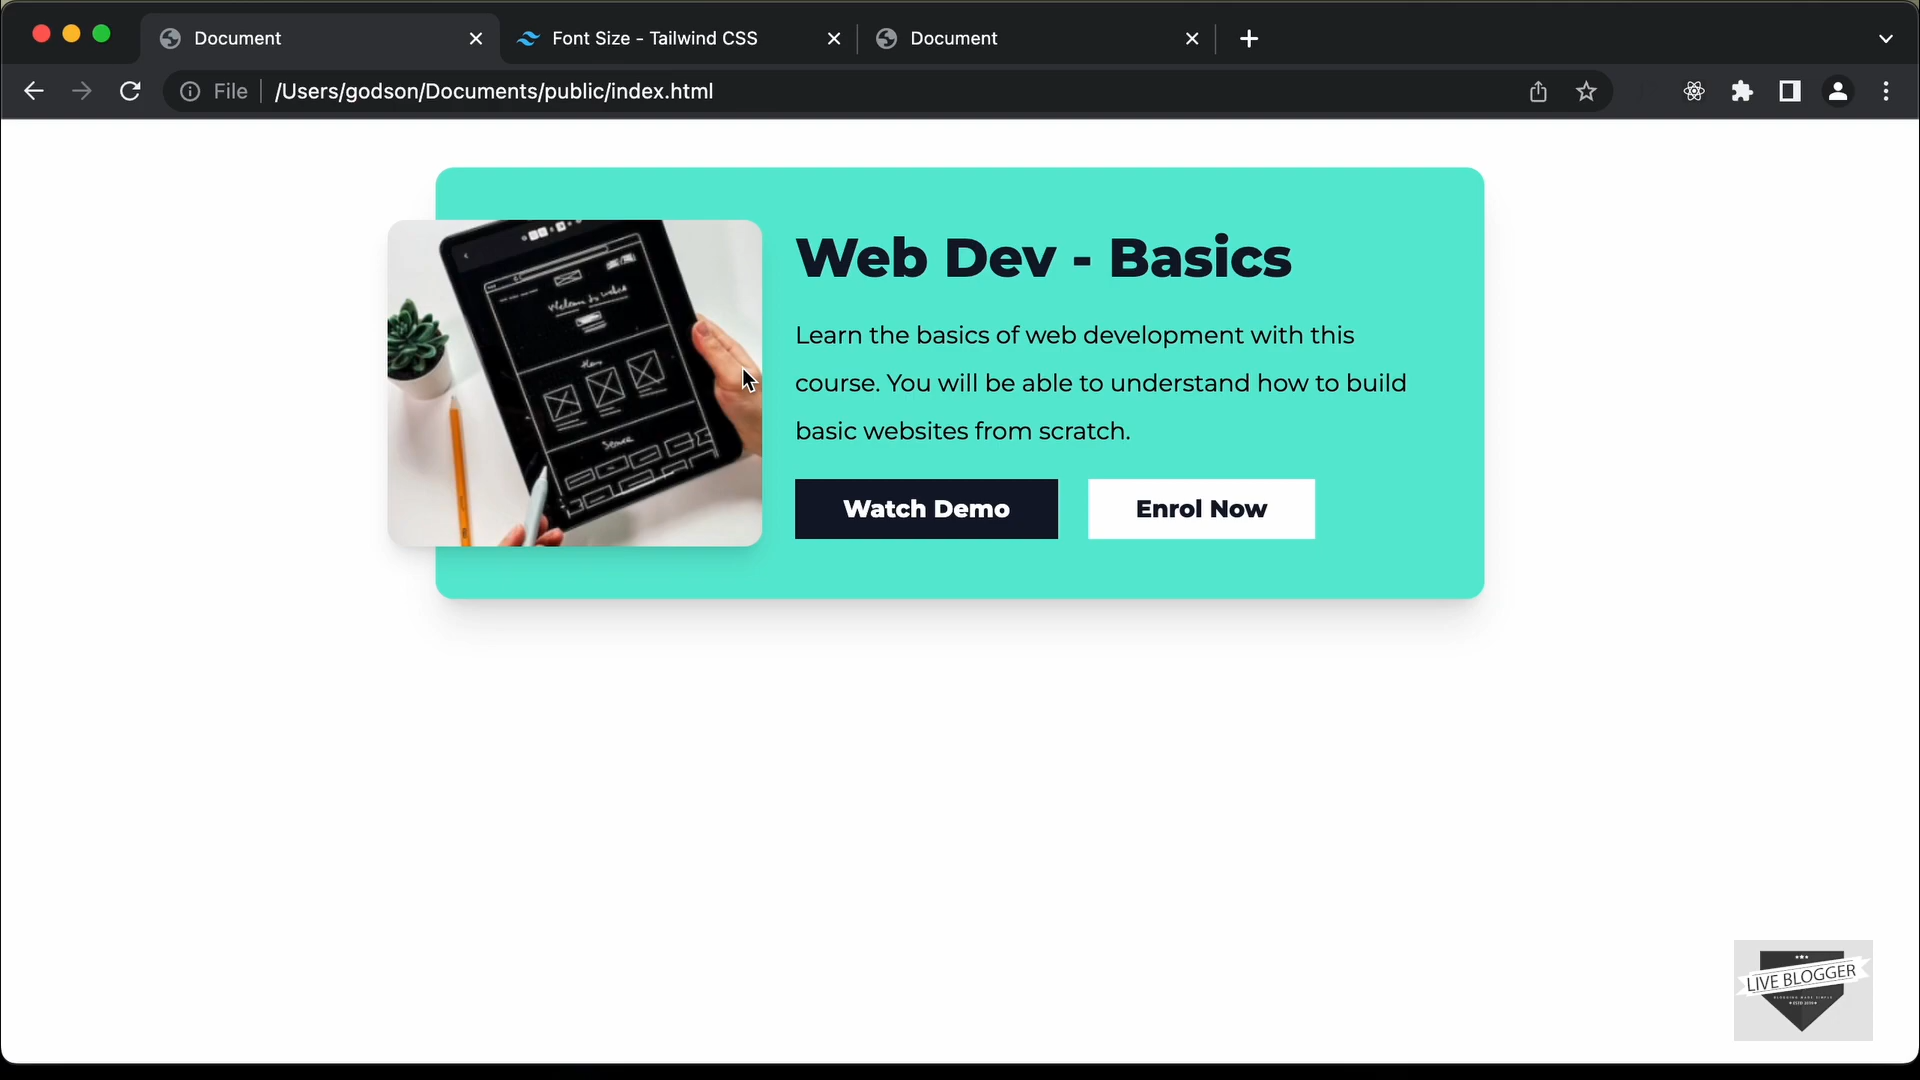 Document
Font Size - Tailwind CSS
Document
File
/Users/godson/Documents/public/index.html
Web Dev - Basics
Learn the basics of web development with this
course. You will be able to understand how to build
basic websites from scratch.
Watch Demo
Enrol Now
LIVE BLOGGER